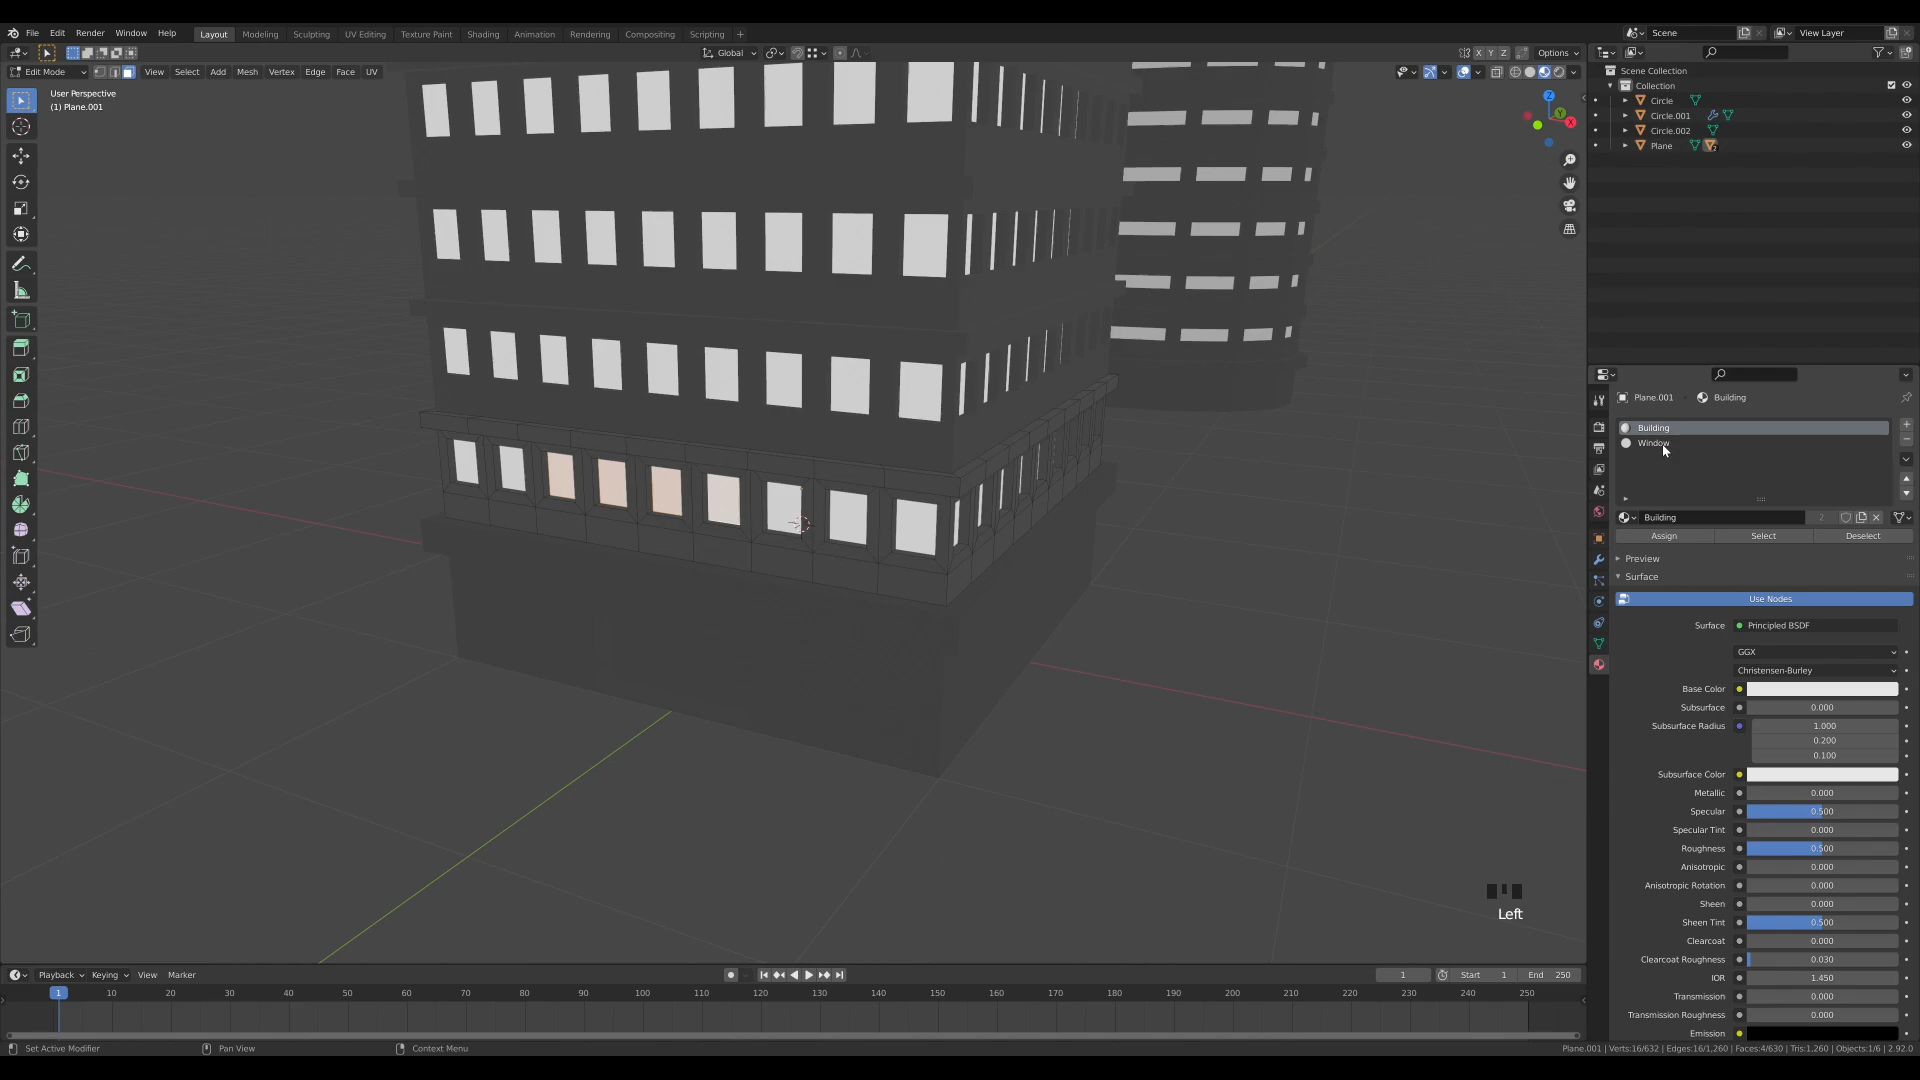 File Edit Render Window Help Layout Modeling Sculpting UV Editing Texture Paint Shading Animation Rendering Compositing Scripting + Scene View Layer
Global X Y Z Options
Edit Mode View Select Add Mesh Vertex Edge Face UV
User Perspective
(1) Plane.001
Z
Y
X
Scene Collection
Collection
Circle
Circle.001
Circle.002
Plane
2
Plane.001 Building
Building
Window
Building 2
Assign Select Deselect
Preview
Surface
Use Nodes
Surface Principled BSDF
GGX
Christensen-Burley
Base Color
Subsurface 0.000
Subsurface Radius 1.000
0.200
0.100
Subsurface Color
Metallic 0.000
Specular 0.500
Specular Tint 0.000
Roughness 0.500
Anisotropic 0.000
Anisotropic Rotation 0.000
Sheen 0.000
Sheen Tint 0.500
Clearcoat 0.000
Clearcoat Roughness 0.030
IOR 1.450
Transmission 0.000
Transmission Roughness 0.000
Emission
Left
Playback Keying View Marker 1 Start 1 End 250
1 10 20 30 40 50 60 70 80 90 100 110 120 130 140 150 160 170 180 190 200 210 220 230 240 250
Set Active Modifier Pan View Context Menu Plane.001 | Verts:16/632 | Edges:16/1,260 | Faces:4/630 | Tris:1,260 | Objects:1/6 | 2.92.0